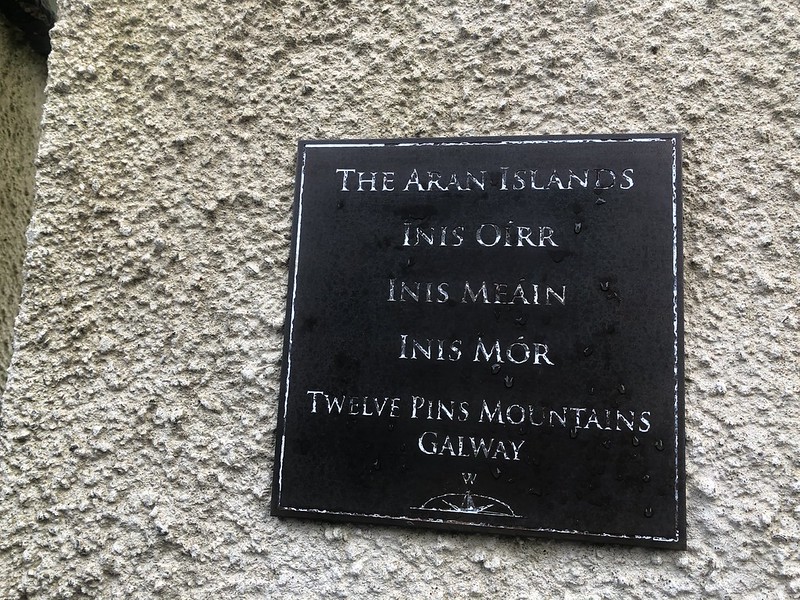 THE ARAN ISLANDS
INIS OÍRR
INIS MEÁIN
INIS MÓR
TWELVE PINS MOUNTAINS
GALWAY
W